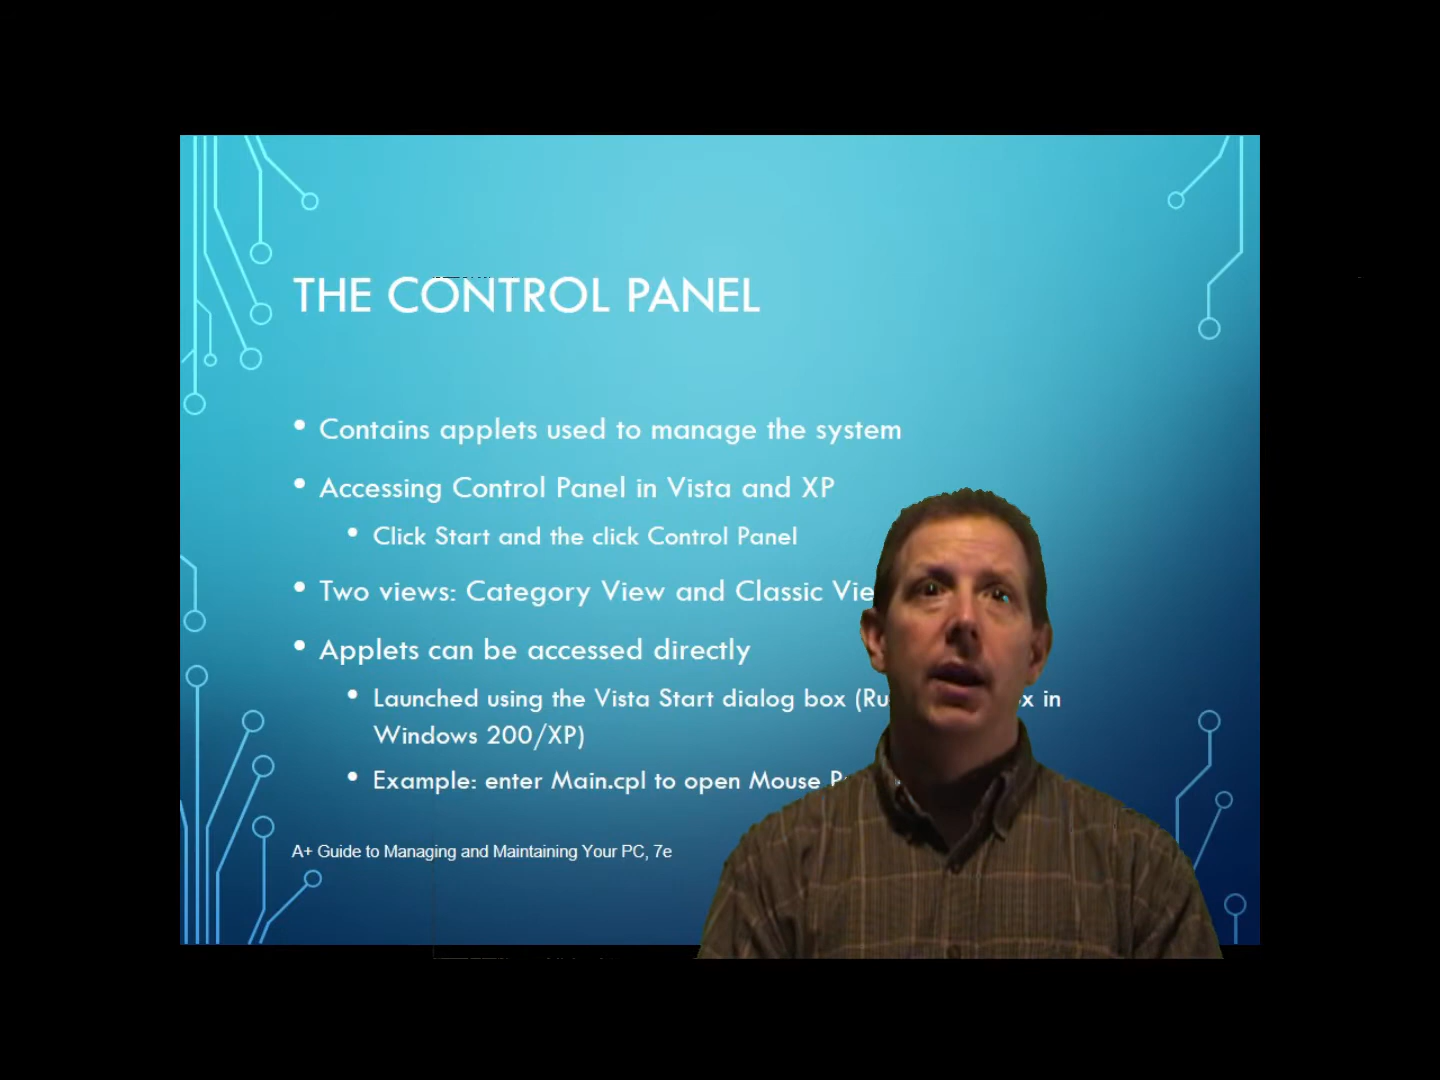 THE CONTROL PANEL
• Contains applets used to manage the system
• Accessing Control Panel in Vista and XP
• Click Start and the click Control Panel
• Two views: Category View and Classic
• Applets can be accessed directly
• Launched using the Vista Start dialog box in
Windows 200/XP)
• Example: enter Main.cpl to open Mouse
A+ Guide to Managing and Maintaining Your PC, 7e